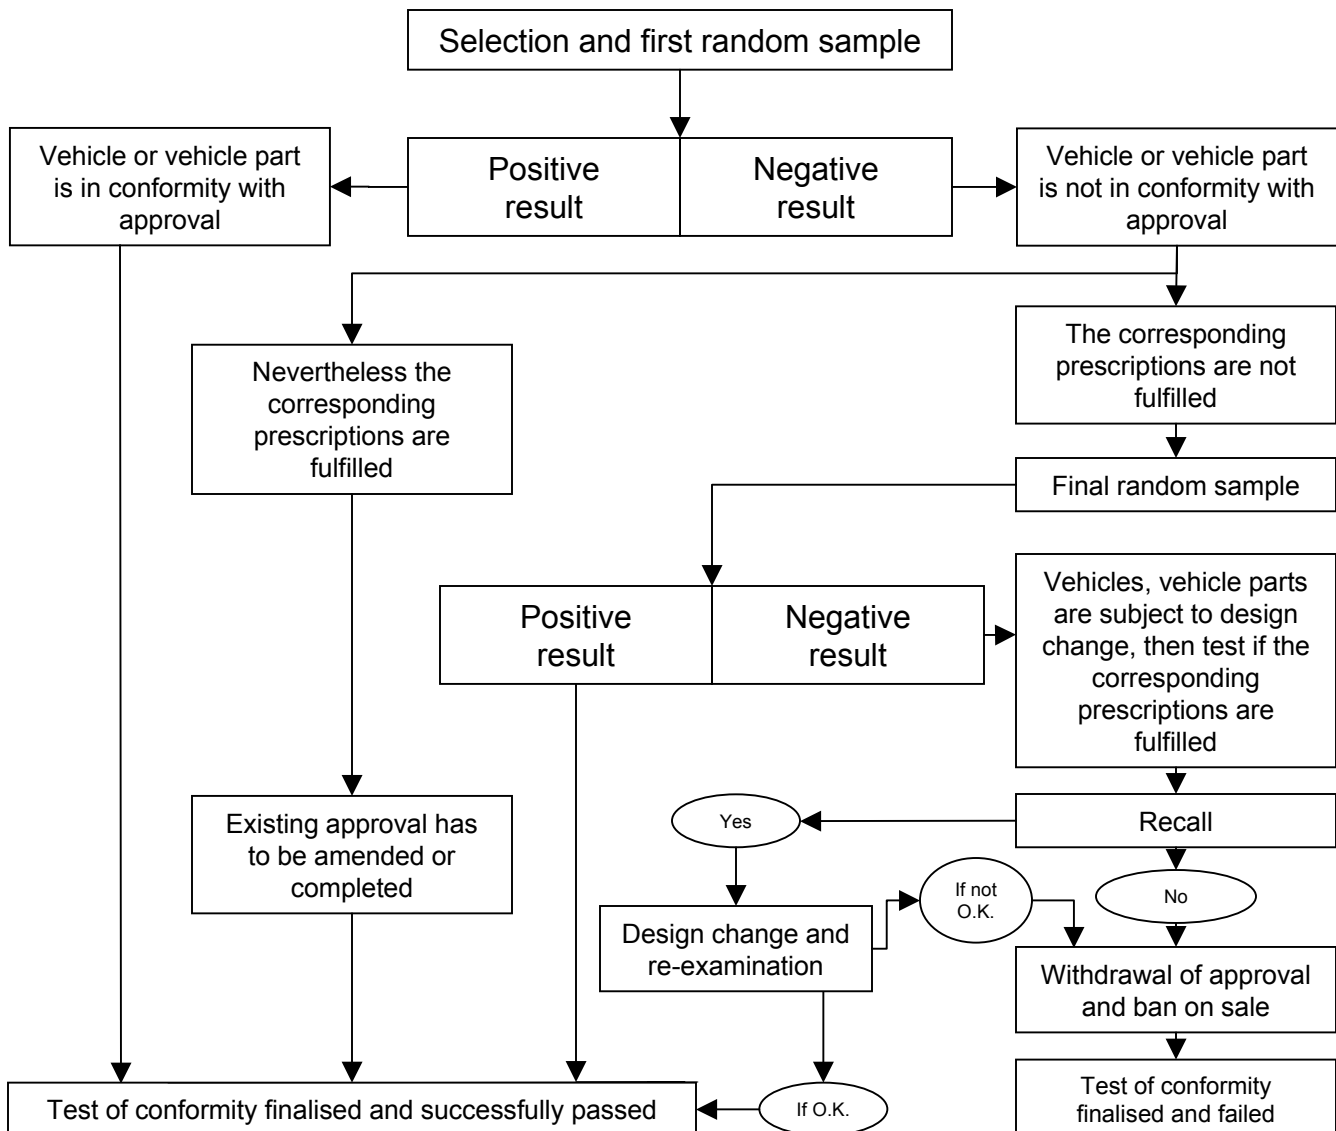 Selection and first random sample
Vehicle or vehicle part
is in conformity with
approval
Positive
result
Negative
result
Vehicle or vehicle part
is not in conformity with
approval
Nevertheless the
corresponding
prescriptions are
fulfilled
The corresponding
prescriptions are not
fulfilled
Final random sample
Positive
result
Negative
result
Vehicles, vehicle parts
are subject to design
change, then test if the
corresponding
prescriptions are
fulfilled
Existing approval has
to be amended or
completed
Yes
Recall
If not
O.K.
No
Design change and
re-examination
Withdrawal of approval
and ban on sale
Test of conformity finalised and successfully passed
If O.K.
Test of conformity
finalised and failed